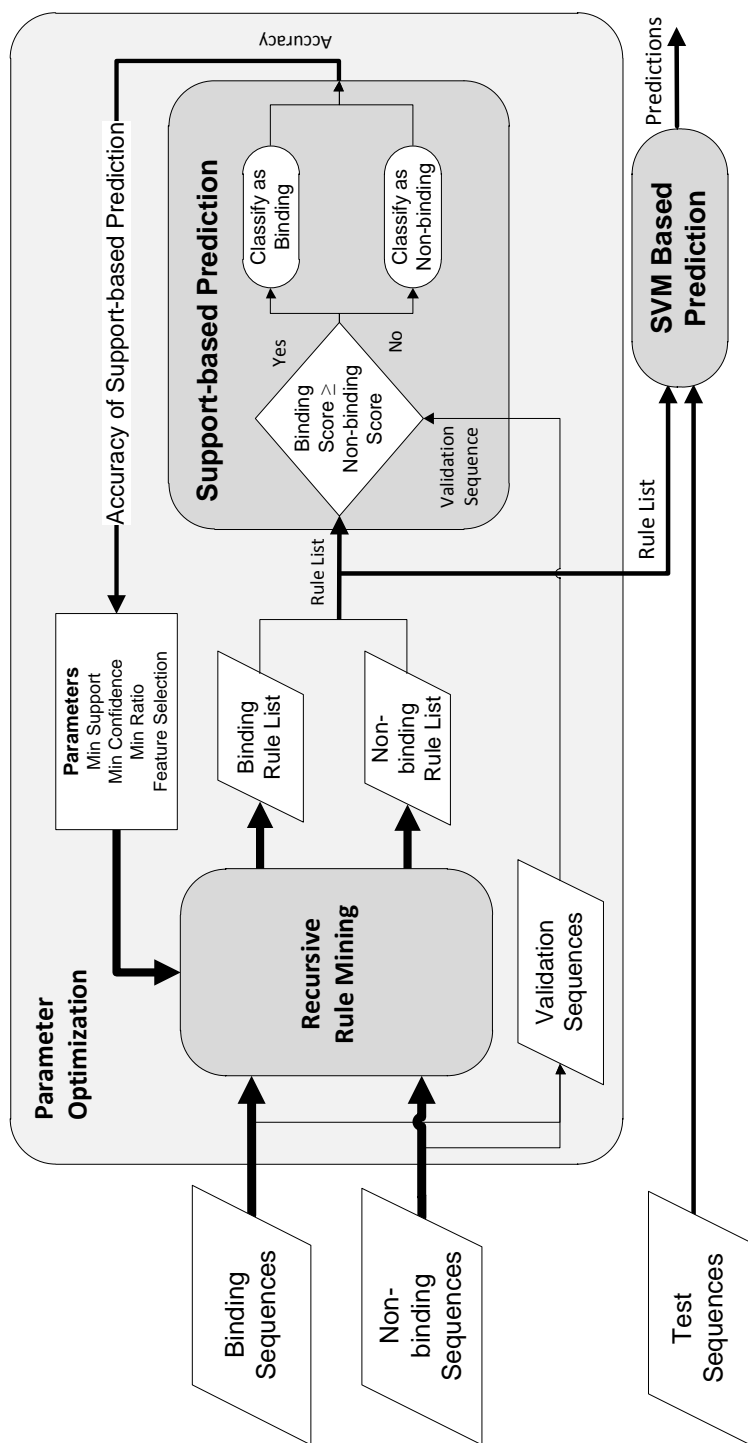 Parameter
Optimization
Binding
Sequences
Non-
binding
Sequences
Test
Sequences
Recursive
Rule Mining
Validation
Sequences
Parameters
Min Support
Min Confidence
Min Ratio
Feature Selection
Binding
Rule List
Non-
binding
Rule List
Rule List
Accuracy of Support-based Prediction
Accuracy
Support-based Prediction
Binding
Score ≥
Non-binding
Score
Yes
No
Classify as
Binding
Classify as
Non-binding
Validation
Sequence
Rule List
SVM Based
Prediction
Predictions